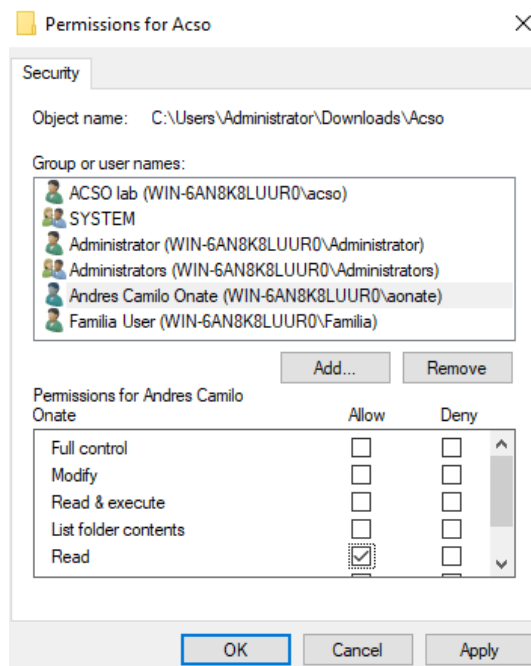 Permissions for Acso
Security
Object name: C:\Users\Administrator\Downloads\Acso
Group or user names:
ACSO lab (WIN-6AN8K8LUUR0\acso)
SYSTEM
Administrator (WIN-6AN8K8LUUR0\Administrator)
Administrators (WIN-6AN8K8LUUR0\Administrators)
Andres Camilo Onate (WIN-6AN8K8LUUR0\aonate)
Familia User (WIN-6AN8K8LUUR0\Familia)
Add... Remove
Permissions for Andres Camilo
Onate Allow Deny
Full control
Modify
Read & execute
List folder contents
Read
OK Cancel Apply